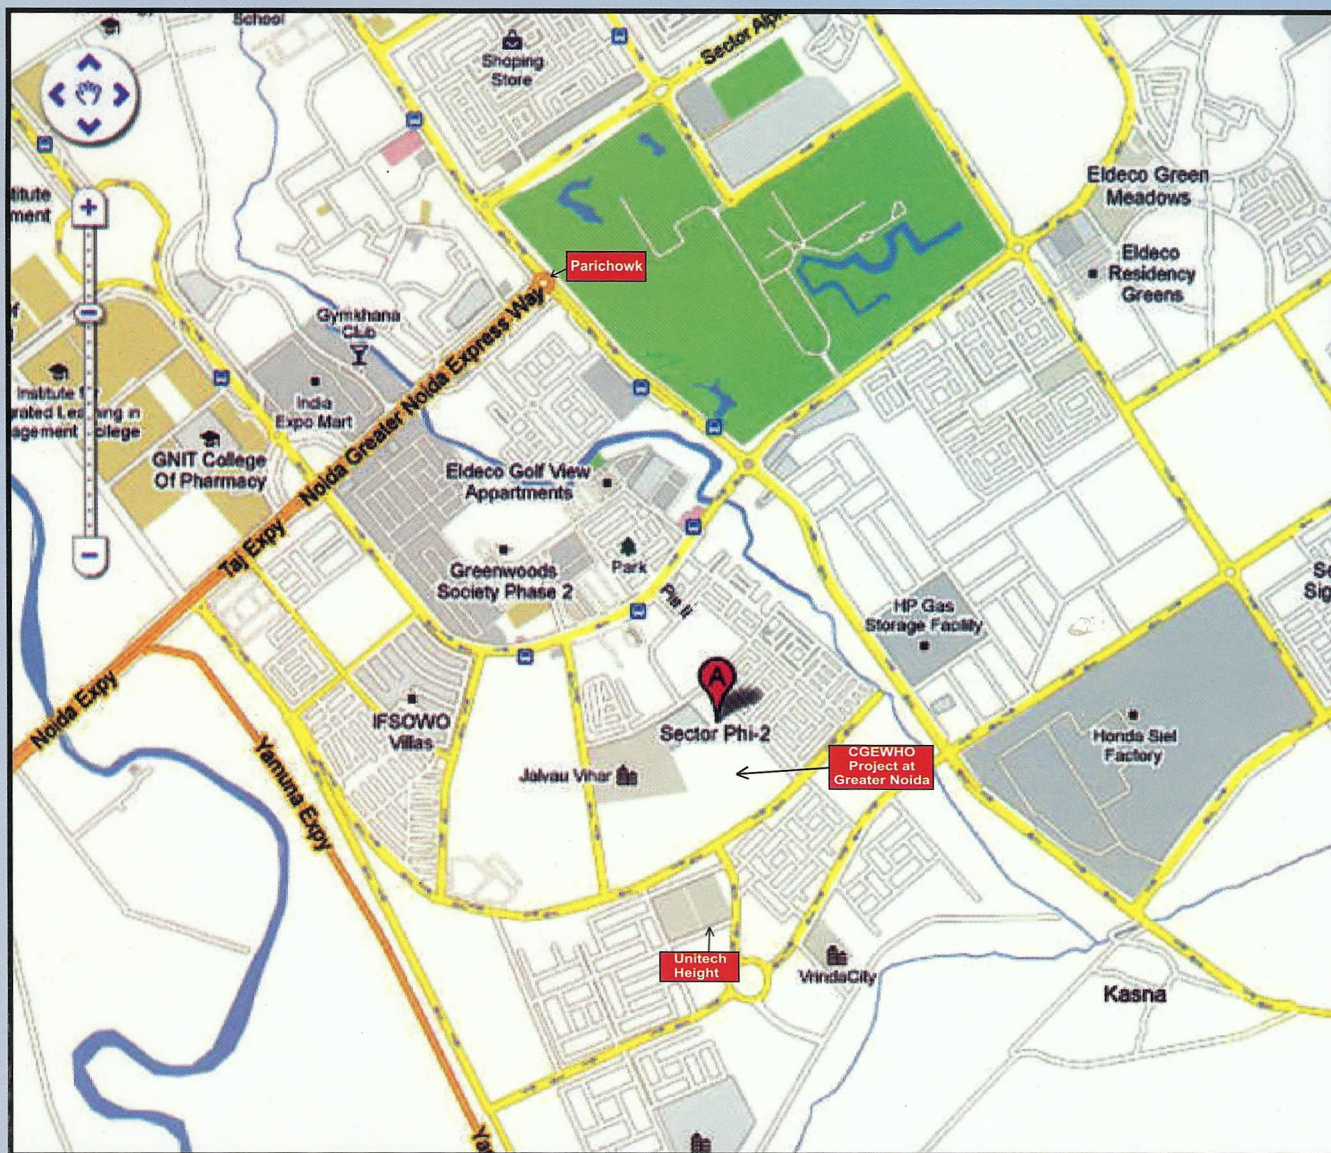 School
Shoping
Store
Sector Alph
Eldeco Green
Meadows
Parichowk
Eldeco
Residency
Greens
Gymkhana
Club
India
Expo Mart
Noida Greater Noida Express Way
GNIT College
Of Pharmacy
Eldeco Golf View
Appartments
Taj Expy
Greenwoods
Society Phase 2
Park
Pie II
HP Gas
Storage Facility
A
Sector Phi-2
IFSOWO
Villas
Noida Expy
Yamuna Expy
Jalvau Vihar
CGEWHO
Project at
Greater Noida
Honda Siel
Factory
Unitech
Height
VrindaCity
Kasna